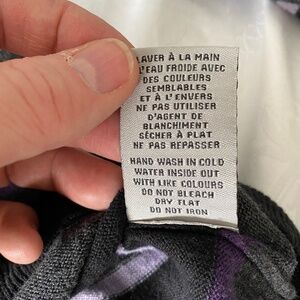 LAVER À LA MAIN
L'EAU FROIDE AVEC
DES COULEURS
SEMBLABLES
ET À L'ENVERS
NE PAS UTILISER
D'AGENT DE
BLANCHIMENT
SÉCHER À PLAT
NE PAS REPASSER
HAND WASH IN COLD
WATER INSIDE OUT
WITH LIKE COLOURS
DO NOT BLEACH
DRY FLAT
DO NOT IRON